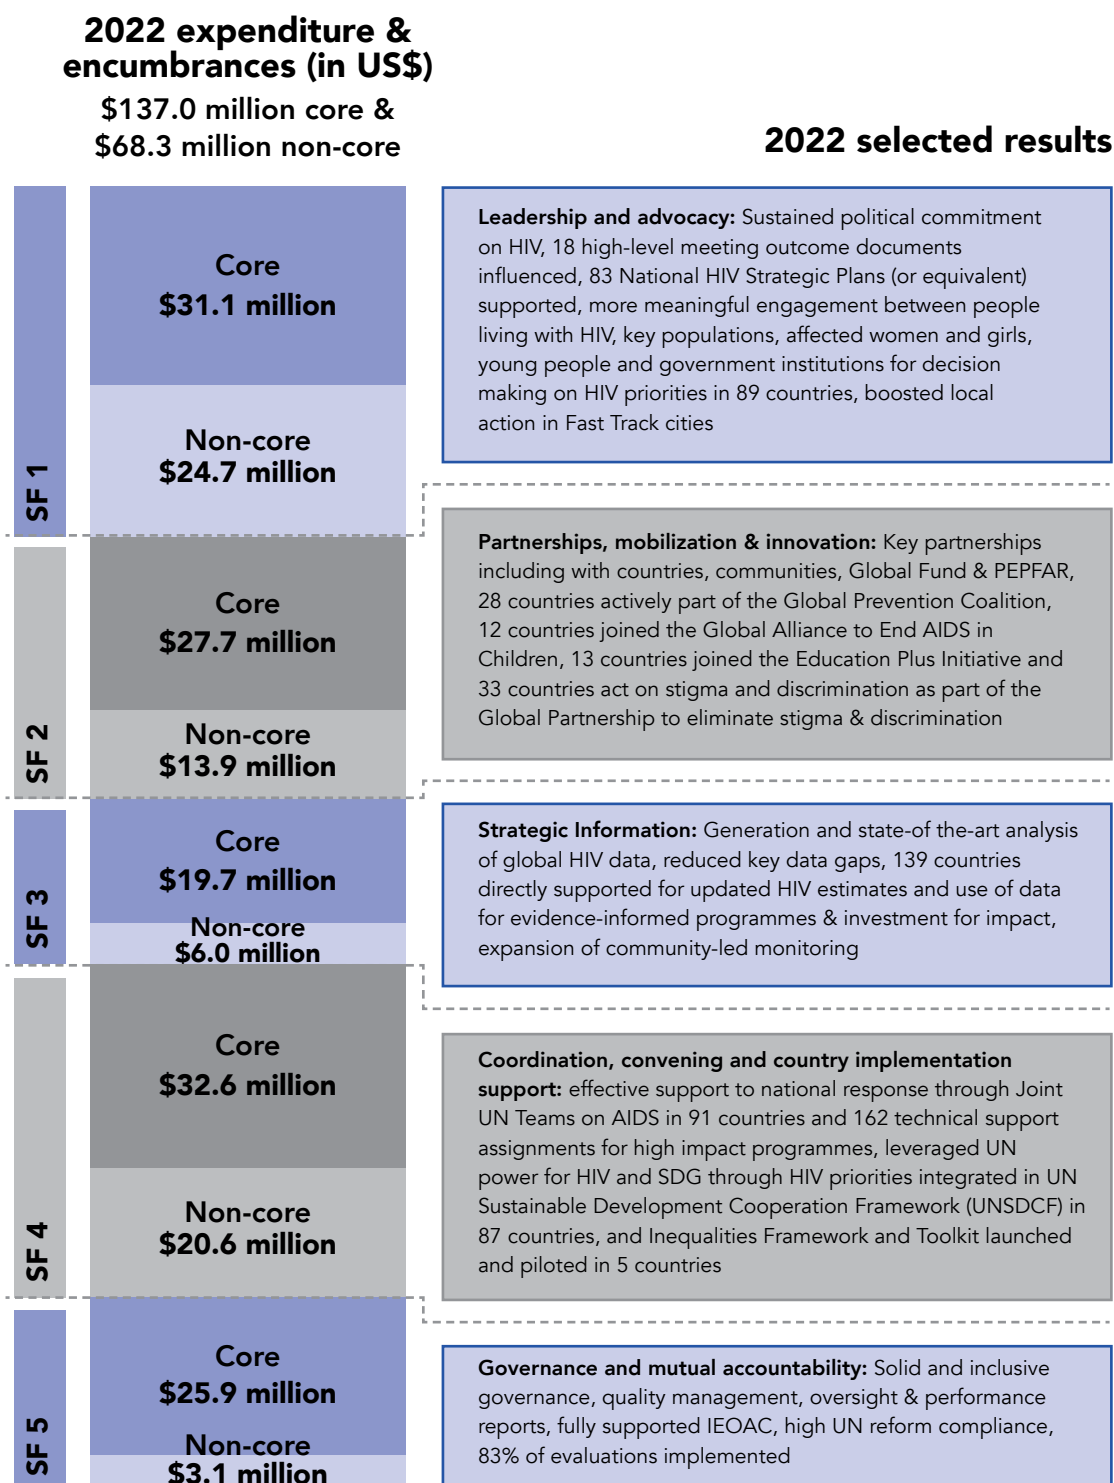 2022 expenditure &
encumbrances (in US$)
$137.0 million core &
$68.3 million non-core
2022 selected results
SF 1
Core
$31.1 million
Non-core
$24.7 million
Leadership and advocacy: Sustained political commitment
on HIV, 18 high-level meeting outcome documents
influenced, 83 National HIV Strategic Plans (or equivalent)
supported, more meaningful engagement between people
living with HIV, key populations, affected women and girls,
young people and government institutions for decision
making on HIV priorities in 89 countries, boosted local
action in Fast Track cities
SF 2
Core
$27.7 million
Non-core
$13.9 million
Partnerships, mobilization & innovation: Key partnerships
including with countries, communities, Global Fund & PEPFAR,
28 countries actively part of the Global Prevention Coalition,
12 countries joined the Global Alliance to End AIDS in
Children, 13 countries joined the Education Plus Initiative and
33 countries act on stigma and discrimination as part of the
Global Partnership to eliminate stigma & discrimination
SF 3
Core
$19.7 million
Non-core
$6.0 million
Strategic Information: Generation and state-of the-art analysis
of global HIV data, reduced key data gaps, 139 countries
directly supported for updated HIV estimates and use of data
for evidence-informed programmes & investment for impact,
expansion of community-led monitoring
SF 4
Core
$32.6 million
Non-core
$20.6 million
Coordination, convening and country implementation
support: effective support to national response through Joint
UN Teams on AIDS in 91 countries and 162 technical support
assignments for high impact programmes, leveraged UN
power for HIV and SDG through HIV priorities integrated in UN
Sustainable Development Cooperation Framework (UNSDCF) in
87 countries, and Inequalities Framework and Toolkit launched
and piloted in 5 countries
SF 5
Core
$25.9 million
Non-core
$3.1 million
Governance and mutual accountability: Solid and inclusive
governance, quality management, oversight & performance
reports, fully supported IEOAC, high UN reform compliance,
83% of evaluations implemented